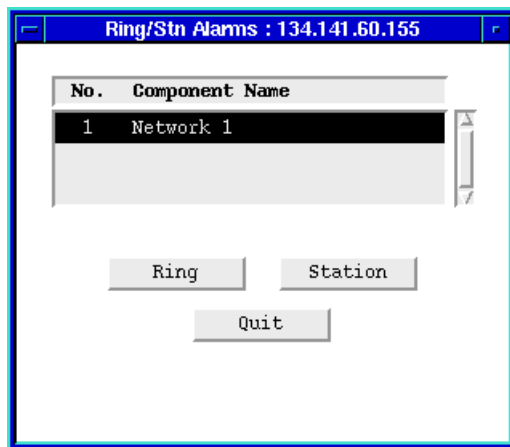 Ring/Stn Alarms : 134.141.60.155
No. Component Name
1 Network 1
Ring Station
Quit